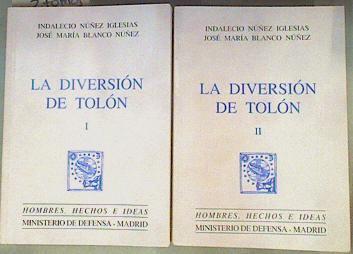 INDALECIO NÚÑEZ IGLESIAS
JOSÉ MARÍA BLANCO NÚÑEZ
LA DIVERSIÓN
DE TOLÓN
I
HOMBRES, HECHOS E IDEAS
MINISTERIO DE DEFENSA - MADRID
INDALECIO NÚÑEZ IGLESIAS
JOSÉ MARÍA BLANCO NÚÑEZ
LA DIVERSIÓN
DE TOLÓN
II
HOMBRES, HECHOS E IDEAS
MINISTERIO DE DEFENSA - MADRID